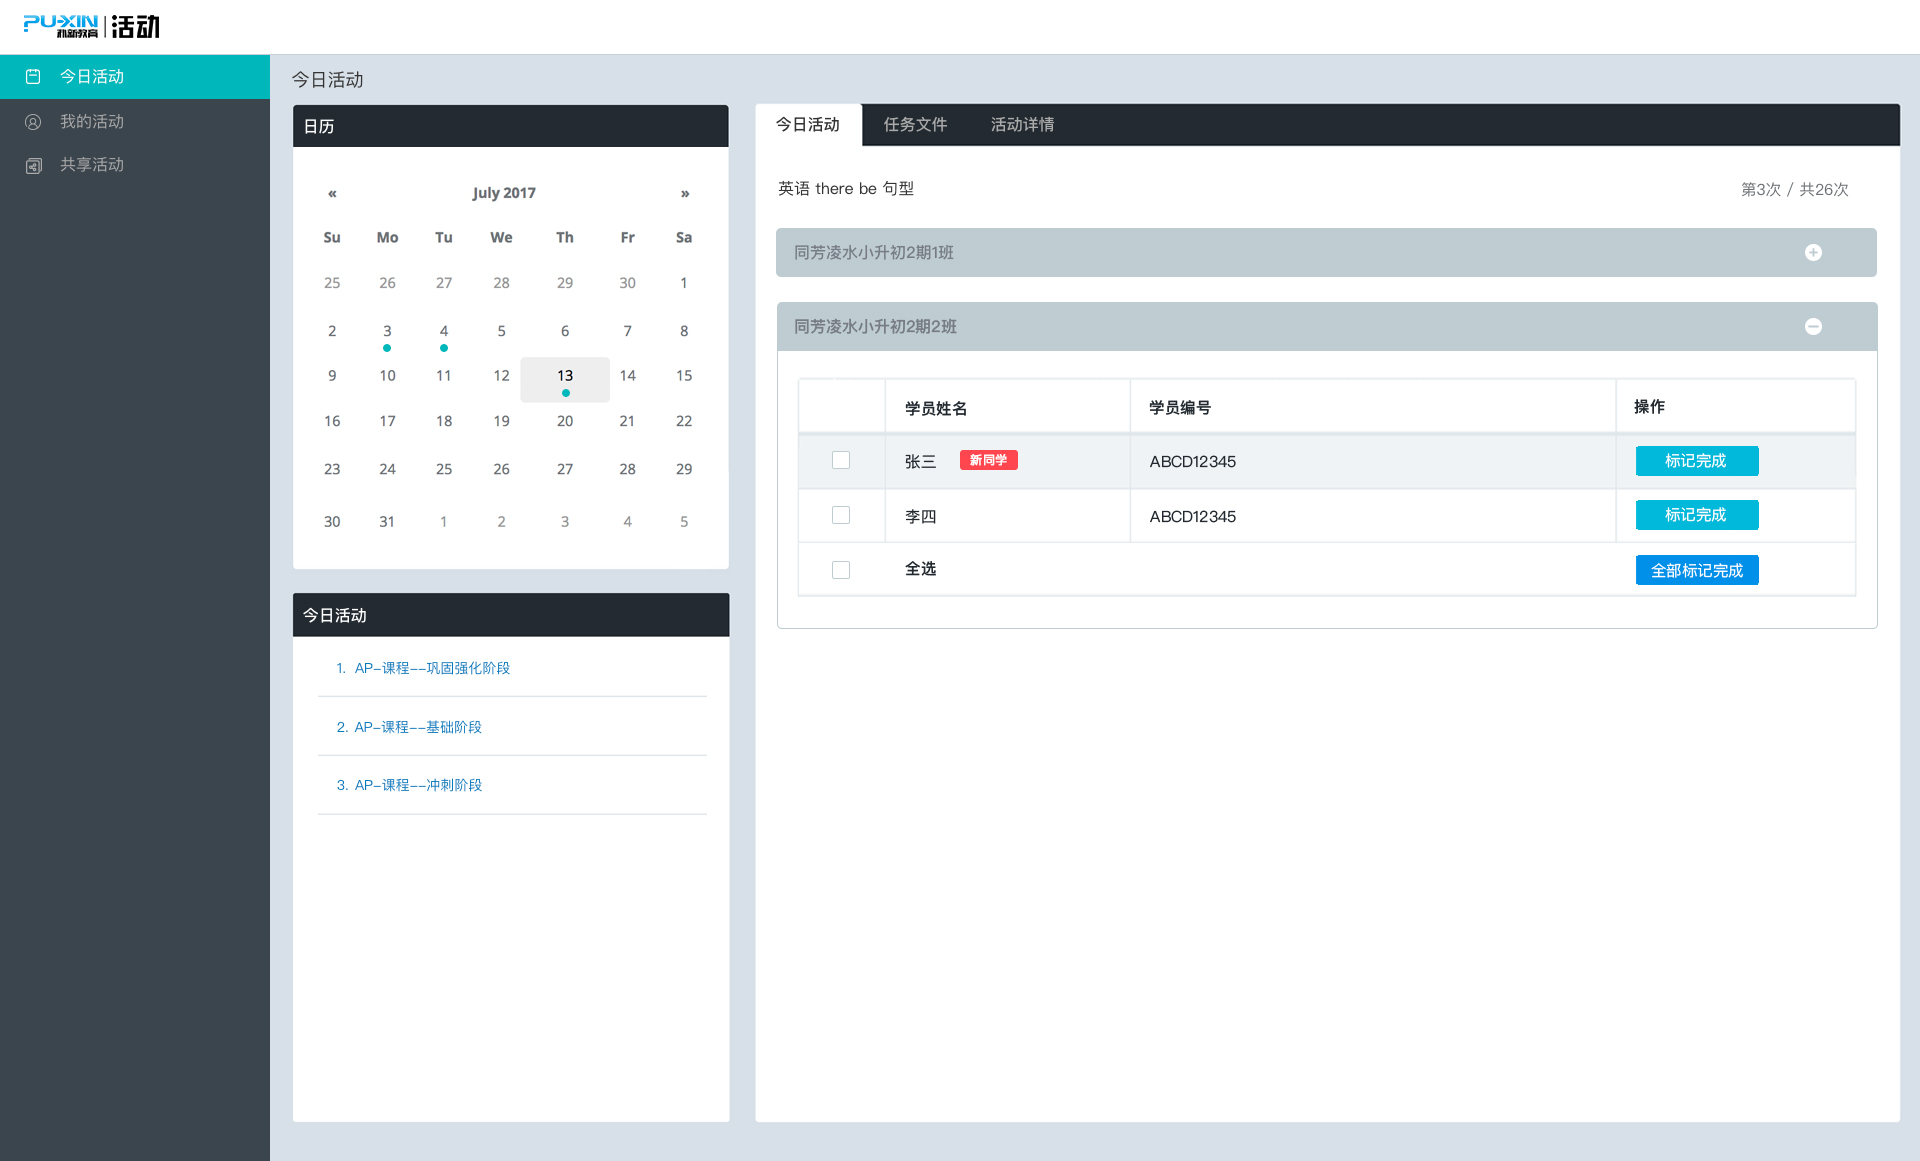 PUXIN 朴新教育 活动
今日活动
我的活动
共享活动
今日活动
日历
« July 2017 »
Su Mo Tu We Th Fr Sa
25 26 27 28 29 30 1
2 3 4 5 6 7 8
9 10 11 12 13 14 15
16 17 18 19 20 21 22
23 24 25 26 27 28 29
30 31 1 2 3 4 5
今日活动
1. AP-课程--巩固强化阶段
2. AP-课程--基础阶段
3. AP-课程--冲刺阶段
今日活动 任务文件 活动详情
英语 there be 句型 第3次 / 共26次
同芳凌水小升初2期1班
同芳凌水小升初2期2班
学员姓名 学员编号 操作
张三 新同学 ABCD12345 标记完成
李四 ABCD12345 标记完成
全选 全部标记完成